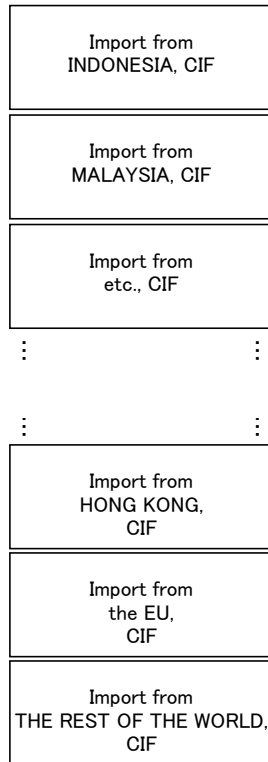 Import from
INDONESIA, CIF
Import from
MALAYSIA, CIF
Import from
etc., CIF
⋮ ⋮
⋮ ⋮
Import from
HONG KONG,
CIF
Import from
the EU,
CIF
Import from
THE REST OF THE WORLD,
CIF